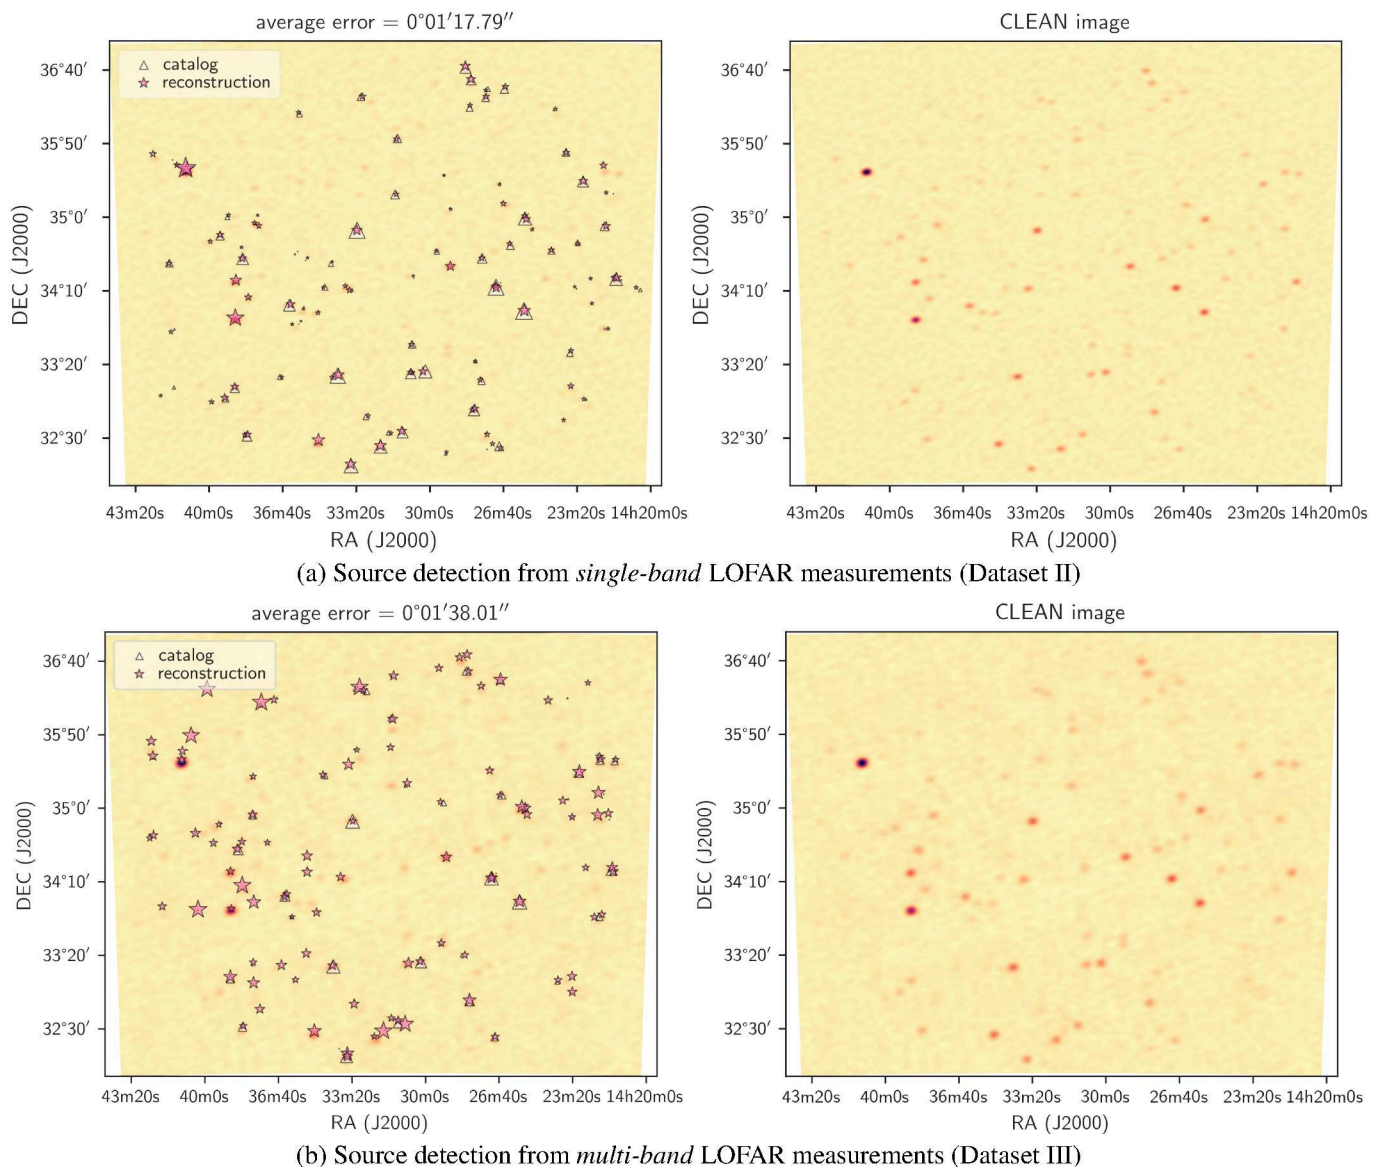 average error = 0°01′17.79″
CLEAN image
△ catalog
☆ reconstruction
36°40′
35°50′
35°0′
34°10′
33°20′
32°30′
DEC (J2000)
43m20s 40m0s 36m40s 33m20s 30m0s 26m40s 23m20s 14h20m0s
RA (J2000)
36°40′
35°50′
35°0′
34°10′
33°20′
32°30′
DEC (J2000)
43m20s 40m0s 36m40s 33m20s 30m0s 26m40s 23m20s 14h20m0s
RA (J2000)
(a) Source detection from single-band LOFAR measurements (Dataset II)
average error = 0°01′38.01″
CLEAN image
△ catalog
☆ reconstruction
36°40′
35°50′
35°0′
34°10′
33°20′
32°30′
DEC (J2000)
43m20s 40m0s 36m40s 33m20s 30m0s 26m40s 23m20s 14h20m0s
RA (J2000)
36°40′
35°50′
35°0′
34°10′
33°20′
32°30′
DEC (J2000)
43m20s 40m0s 36m40s 33m20s 30m0s 26m40s 23m20s 14h20m0s
RA (J2000)
(b) Source detection from multi-band LOFAR measurements (Dataset III)